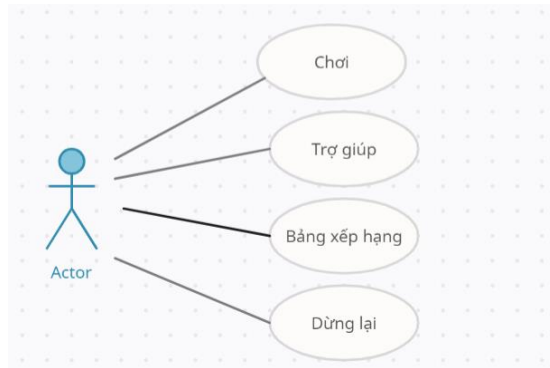 Chơi
Trợ giúp
Bảng xếp hạng
Actor
Dừng lại